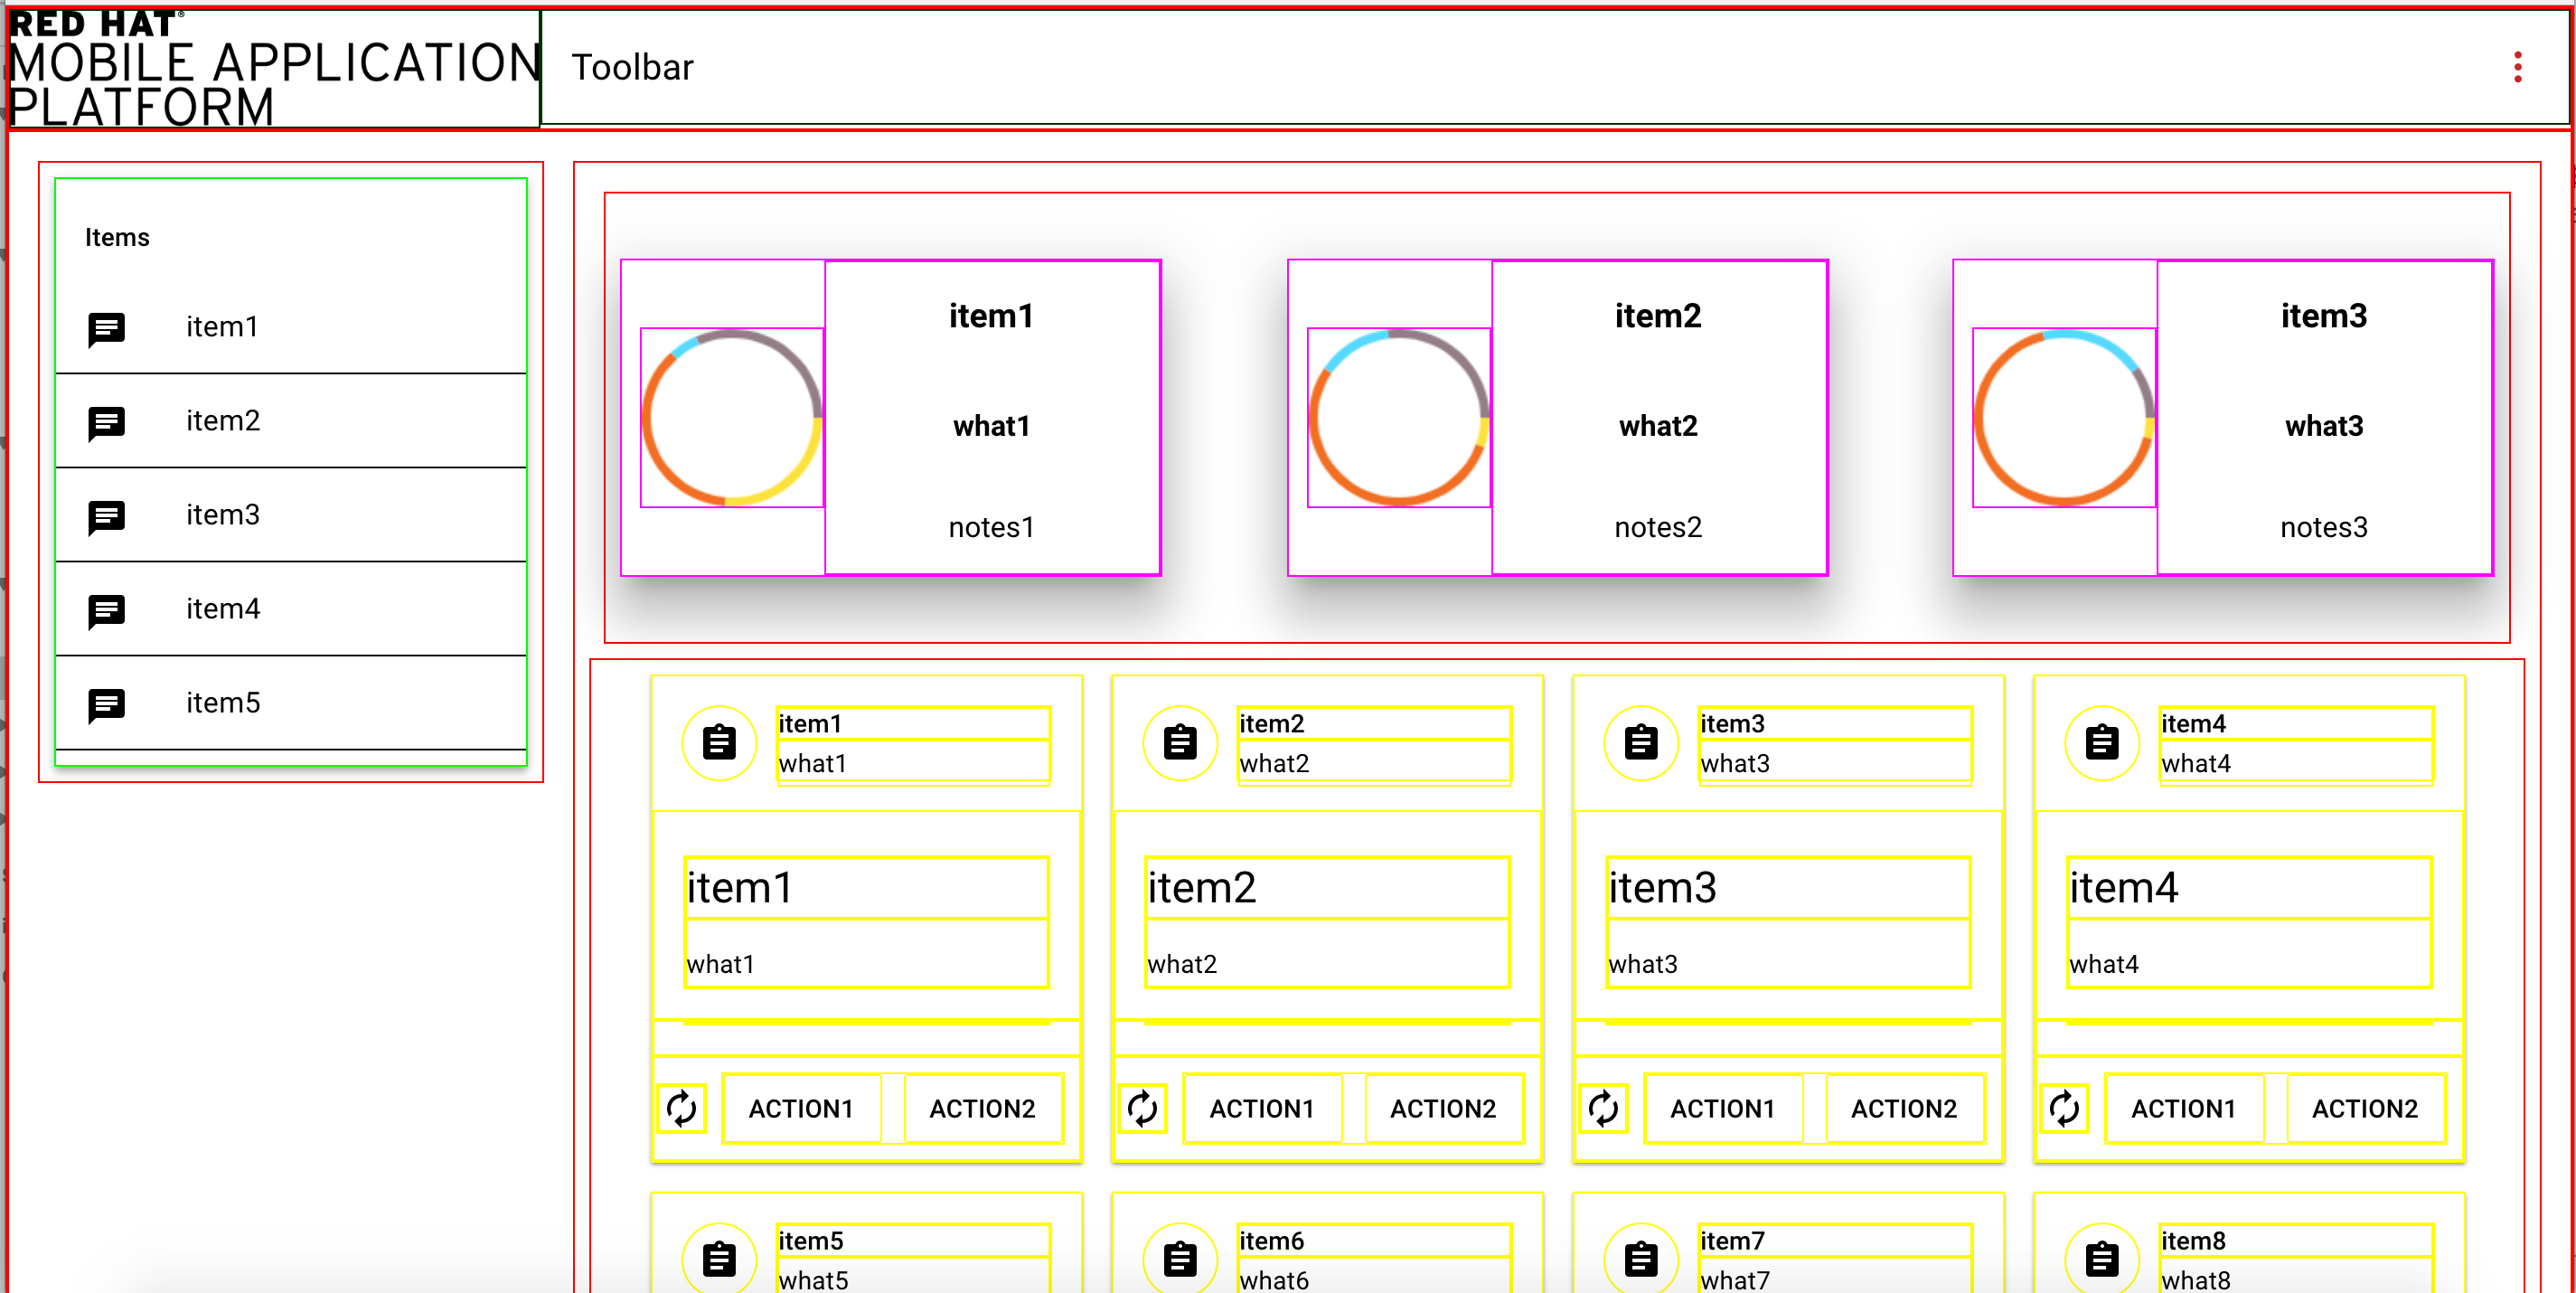 RED HAT®
MOBILE APPLICATION
PLATFORM
Toolbar
Items
item1
item2
item3
item4
item5
item1
what1
notes1
item2
what2
notes2
item3
what3
notes3
item1
what1
item1
what1
ACTION1 ACTION2
item2
what2
item2
what2
ACTION1 ACTION2
item3
what3
item3
what3
ACTION1 ACTION2
item4
what4
item4
what4
ACTION1 ACTION2
item5
what5
item6
what6
item7
what7
item8
what8